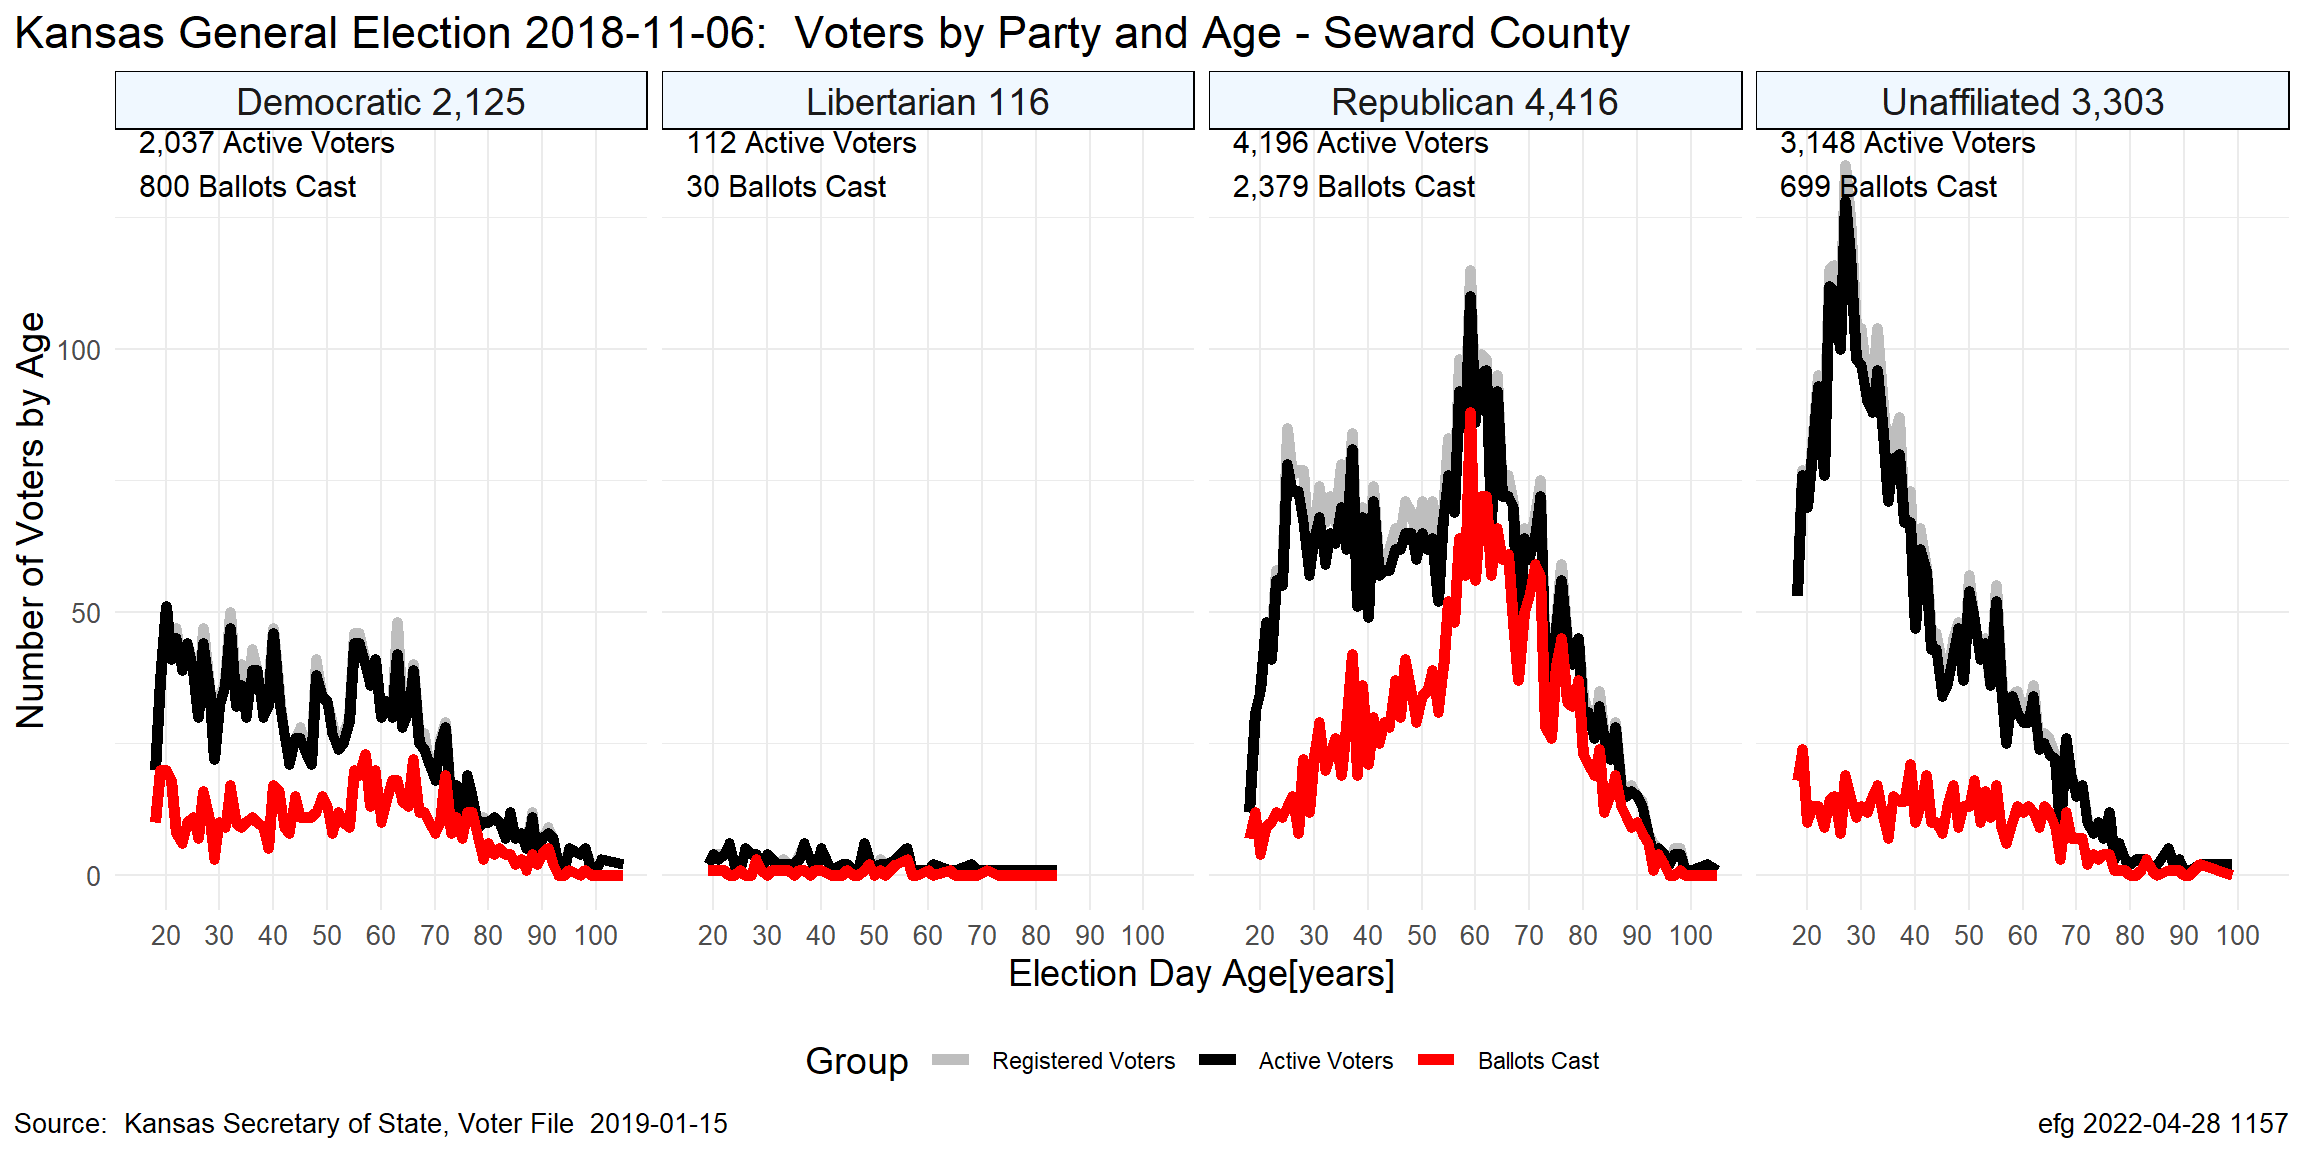 Kansas General Election 2018-11-06:  Voters by Party and Age - Seward County
Democratic 2,125
Libertarian 116
Republican 4,416
Unaffiliated 3,303
2,037 Active Voters
800 Ballots Cast
112 Active Voters
30 Ballots Cast
4,196 Active Voters
2,379 Ballots Cast
3,148 Active Voters
699 Ballots Cast
Number of Voters by Age
100
50
0
20 30 40 50 60 70 80 90 100
20 30 40 50 60 70 80 90 100
20 30 40 50 60 70 80 90 100
20 30 40 50 60 70 80 90 100
Election Day Age[years]
Group Registered Voters Active Voters Ballots Cast
Source:  Kansas Secretary of State, Voter File  2019-01-15
efg 2022-04-28 1157